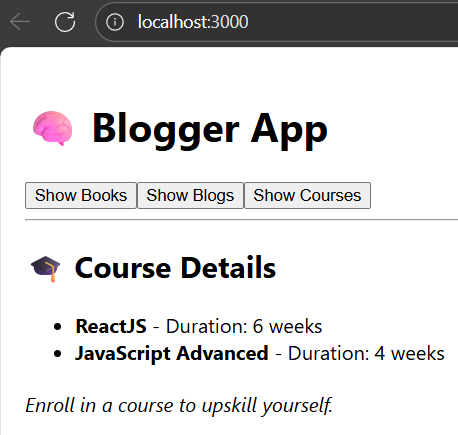 localhost:3000
🧠 Blogger App
Show Books Show Blogs Show Courses
🎓 Course Details
• ReactJS - Duration: 6 weeks
• JavaScript Advanced - Duration: 4 weeks
Enroll in a course to upskill yourself.